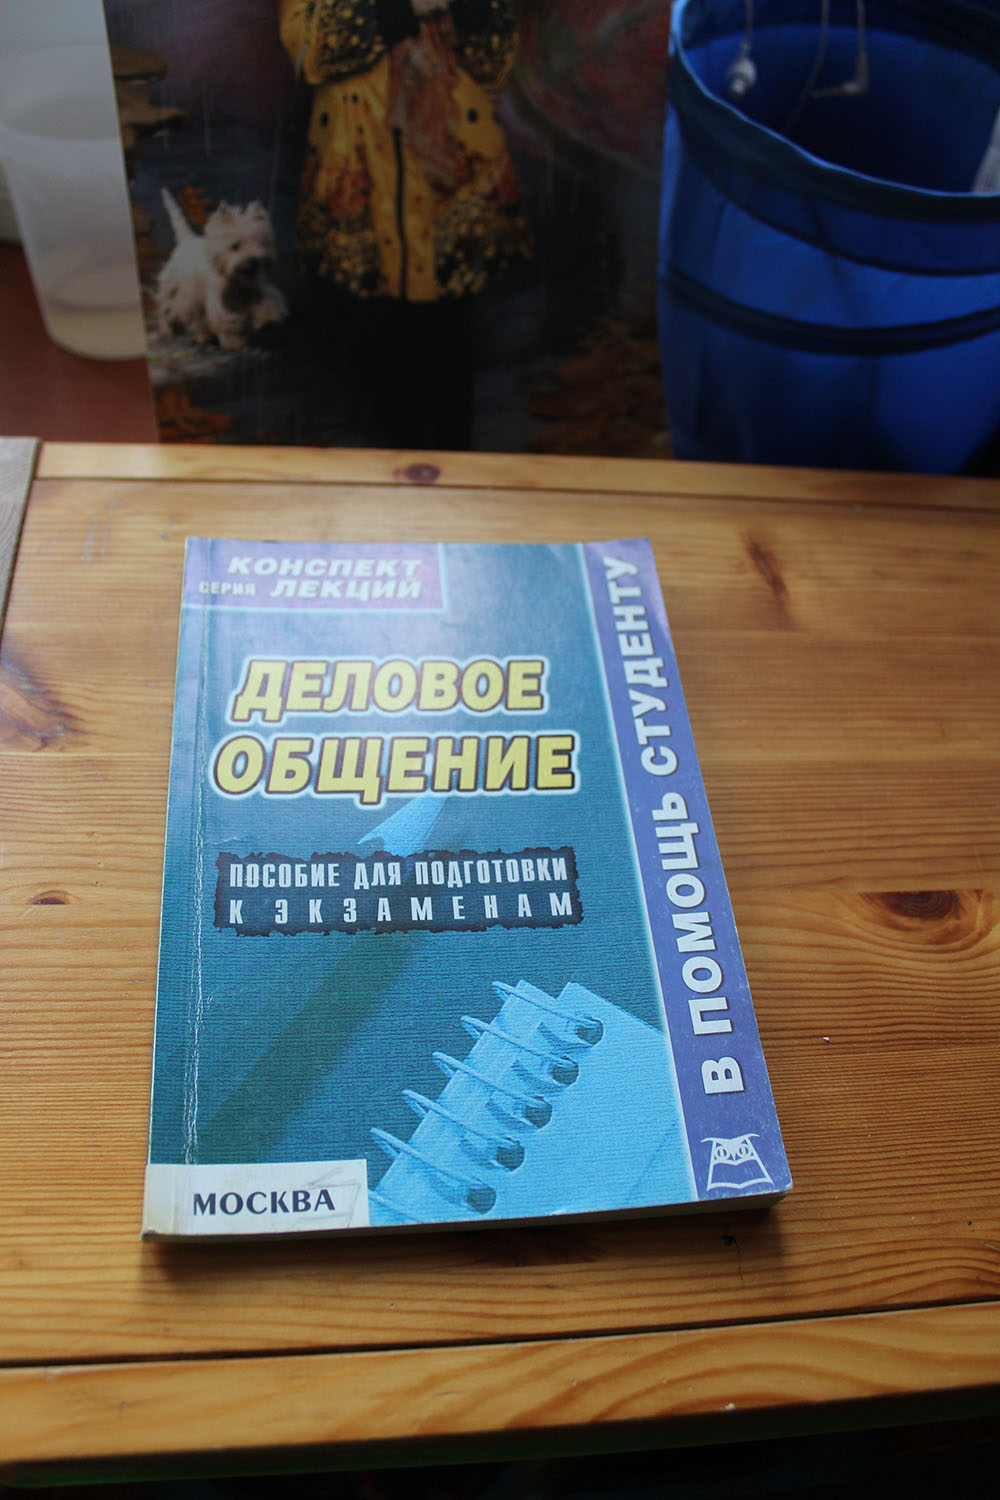 КОНСПЕКТ
СЕРИЯ ЛЕКЦИЙ
ДЕЛОВОЕ
ОБЩЕНИЕ
ПОСОБИЕ ДЛЯ ПОДГОТОВКИ
К ЭКЗАМЕНАМ
В ПОМОЩЬ СТУДЕНТУ
МОСКВА